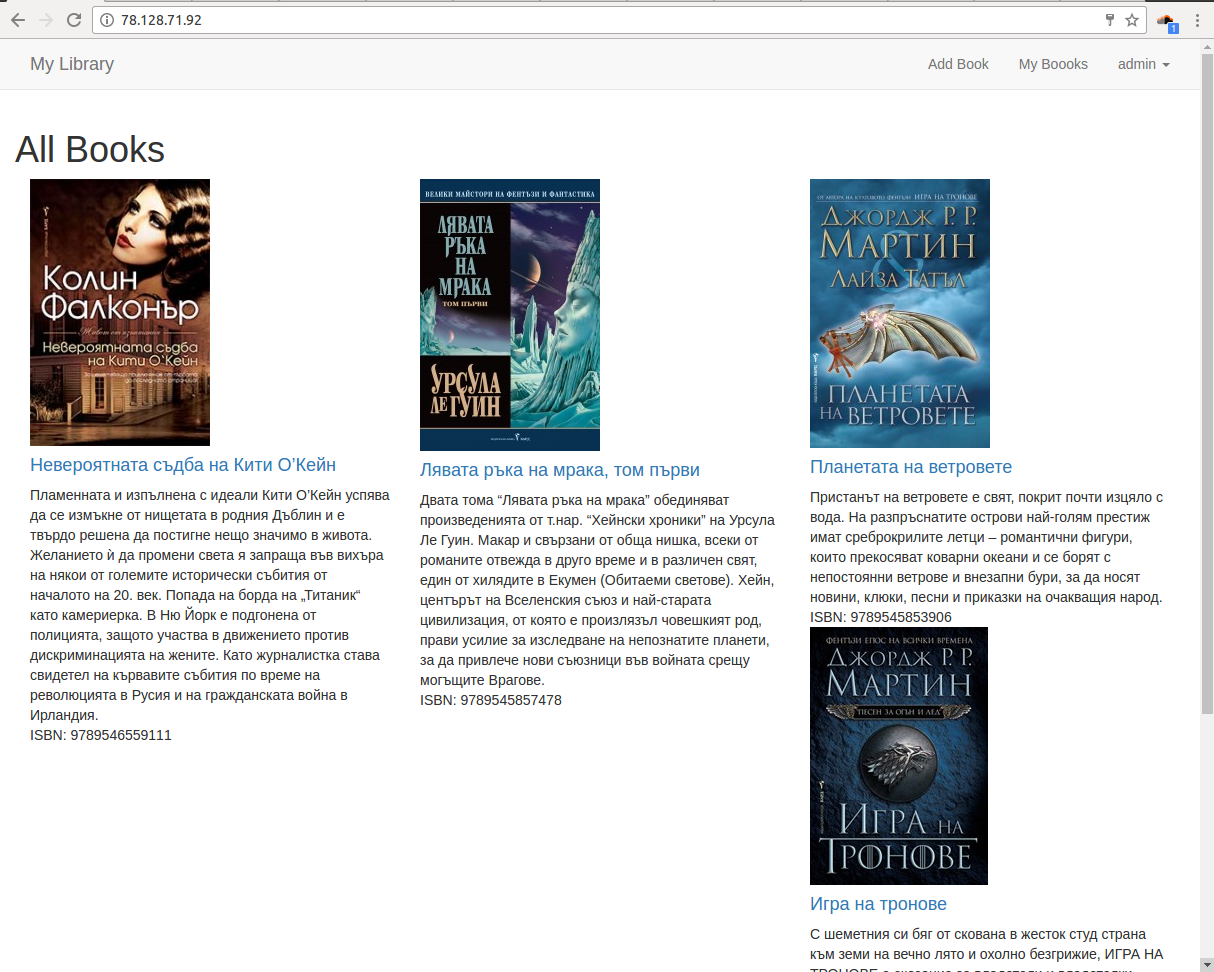 78.128.71.92
1
My Library
Add Book
My Boooks
admin
All Books
Колин
Фалконър
Живот от изпитания
Невероятната съдба
на Кити О'Кейн
Невероятната съдба на Кити О’Кейн
Пламенната и изпълнена с идеали Кити О’Кейн успява
да се измъкне от нищетата в родния Дъблин и е
твърдо решена да постигне нещо значимо в живота.
Желанието ѝ да промени света я запраща във вихъра
на някои от големите исторически събития от
началото на 20. век. Попада на борда на „Титаник“
като камериерка. В Ню Йорк е подгонена от
полицията, защото участва в движението против
дискриминацията на жените. Като журналистка става
свидетел на кървавите събития по време на
революцията в Русия и на гражданската война в
Ирландия.
ISBN: 9789546559111
ВЕЛИКИ МАЙСТОРИ НА ФЕНТЪЗИ И ФАНТАСТИКА
ЛЯВАТА
РЪКА
НА
МРАКА
ТОМ ПЪРВИ
УРСУЛА
ЛЕ ГУИН
Лявата ръка на мрака, том първи
Двата тома “Лявата ръка на мрака” обединяват
произведенията от т.нар. “Хейнски хроники” на Урсула
Ле Гуин. Макар и свързани от обща нишка, всеки от
романите отвежда в друго време и в различен свят,
един от хилядите в Екумен (Обитаеми светове). Хейн,
центърът на Вселенския съюз и най-старата
цивилизация, от която е произлязъл човешкият род,
прави усилие за изследване на непознатите планети,
за да привлече нови съюзници във войната срещу
могъщите Врагове.
ISBN: 9789545857478
ОТ АВТОРА НА КУЛТОВОТО ФЕНТЪЗИ ИГРА НА ТРОНОВЕ
ДЖОРДЖ Р. Р.
МАРТИН
&
ЛАЙЗА ТАТЪЛ
ПЛАНЕТАТА
НА ВЕТРОВЕТЕ
Планетата на ветровете
Пристанът на ветровете е свят, покрит почти изцяло с
вода. На разпръснатите острови най-голям престиж
имат среброкрилите летци – романтични фигури,
които прекосяват коварни океани и се борят с
непостоянни ветрове и внезапни бури, за да носят
новини, клюки, песни и приказки на очакващия народ.
ISBN: 9789545853906
ФЕНТЪЗИ ЕПОС НА ВСИЧКИ ВРЕМЕНА
ДЖОРДЖ Р. Р.
МАРТИН
ПЕСЕН ЗА ОГЪН И ЛЕД
ИГРА НА
ТРОНОВЕ
Игра на тронове
С шеметния си бяг от скована в жесток студ страна
към земи на вечно лято и охолно безгрижие, ИГРА НА